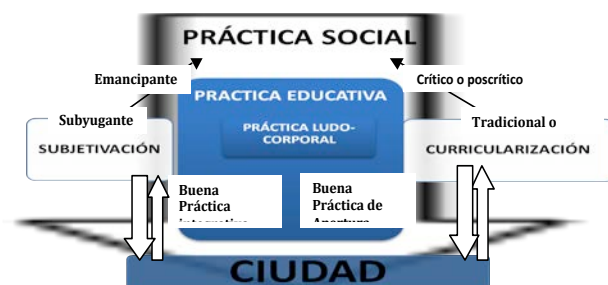 PRÁCTICA SOCIAL
Emancipante
Crítico o poscrítico
PRACTICA EDUCATIVA
Subyugante
PRÁCTICA LUDO-
CORPORAL
Tradicional o
SUBJETIVACIÓN
CURRICULARIZACIÓN
Buena
Práctica
Buena
Práctica de
CIUDAD